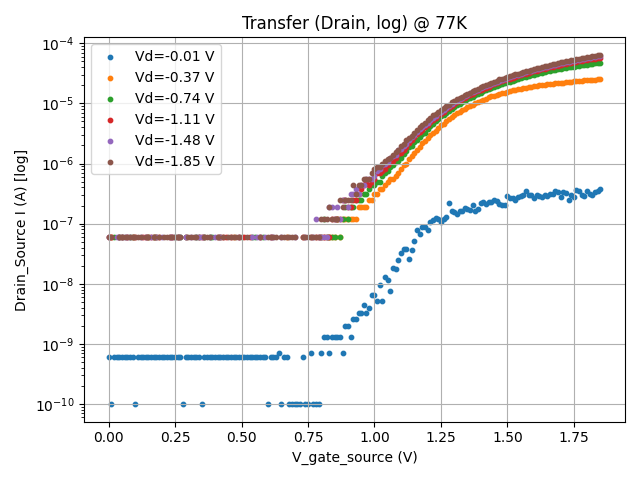 Transfer (Drain, log) @ 77K
Drain_Source I (A) [log]
10⁻⁴
10⁻⁵
10⁻⁶
10⁻⁷
10⁻⁸
10⁻⁹
10⁻¹⁰
Vd=-0.01 V
Vd=-0.37 V
Vd=-0.74 V
Vd=-1.11 V
Vd=-1.48 V
Vd=-1.85 V
0.00 0.25 0.50 0.75 1.00 1.25 1.50 1.75
V_gate_source (V)